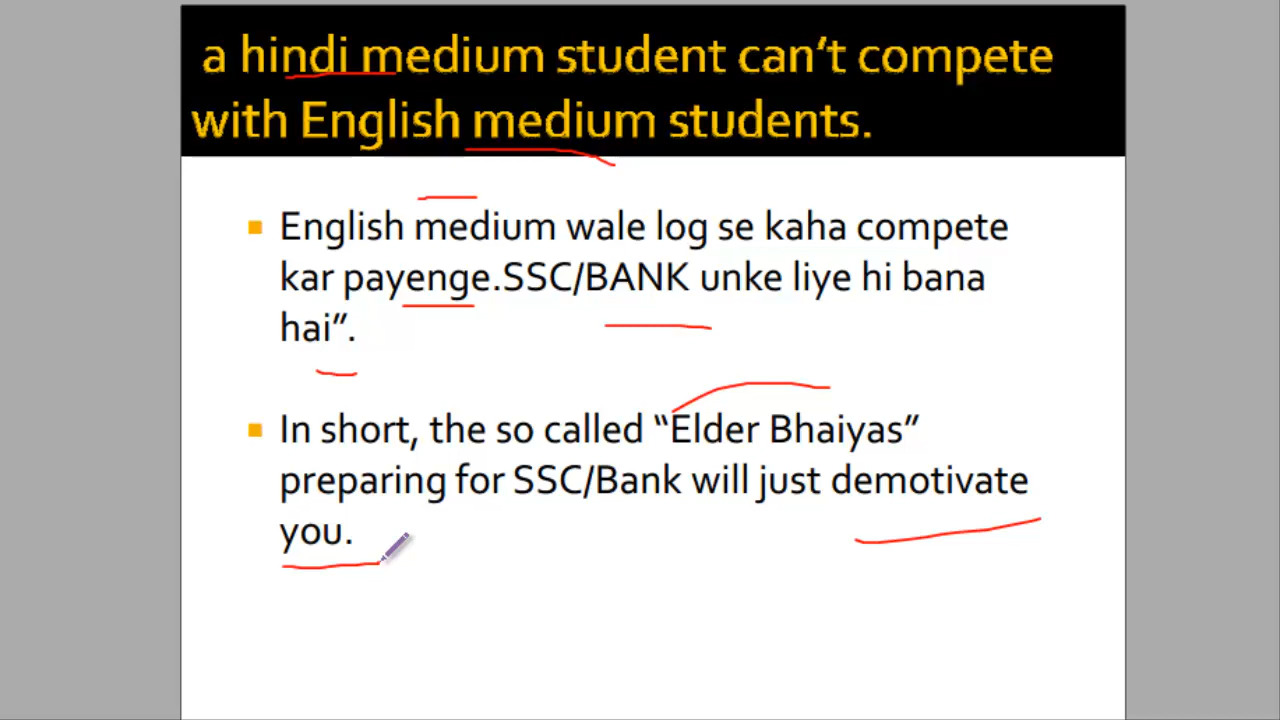 a hindi medium student can't compete
with English medium students.
English medium wale log se kaha compete
kar payenge.SSC/BANK unke liye hi bana
hai”.
In short, the so called “Elder Bhaiyas”
preparing for SSC/Bank will just demotivate
you.